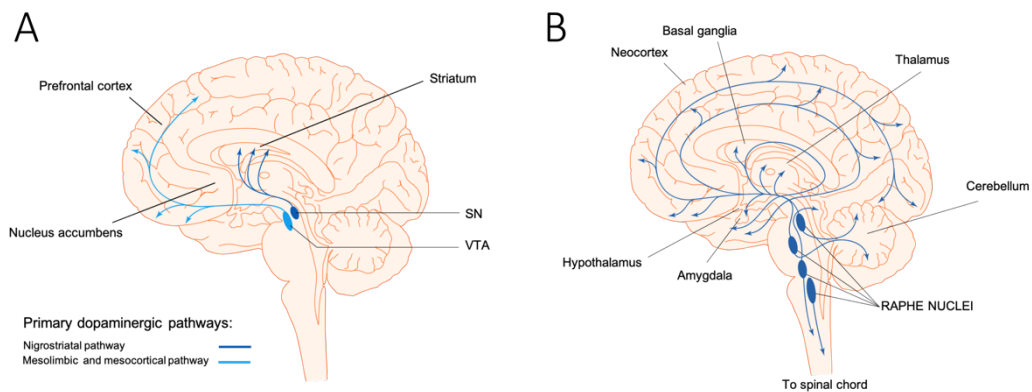 A
Prefrontal cortex
Striatum
Nucleus accumbens
SN
VTA
Primary dopaminergic pathways:
Nigrostriatal pathway
Mesolimbic and mesocortical pathway
B
Basal ganglia
Neocortex
Thalamus
Cerebellum
Hypothalamus
Amygdala
RAPHE NUCLEI
To spinal chord